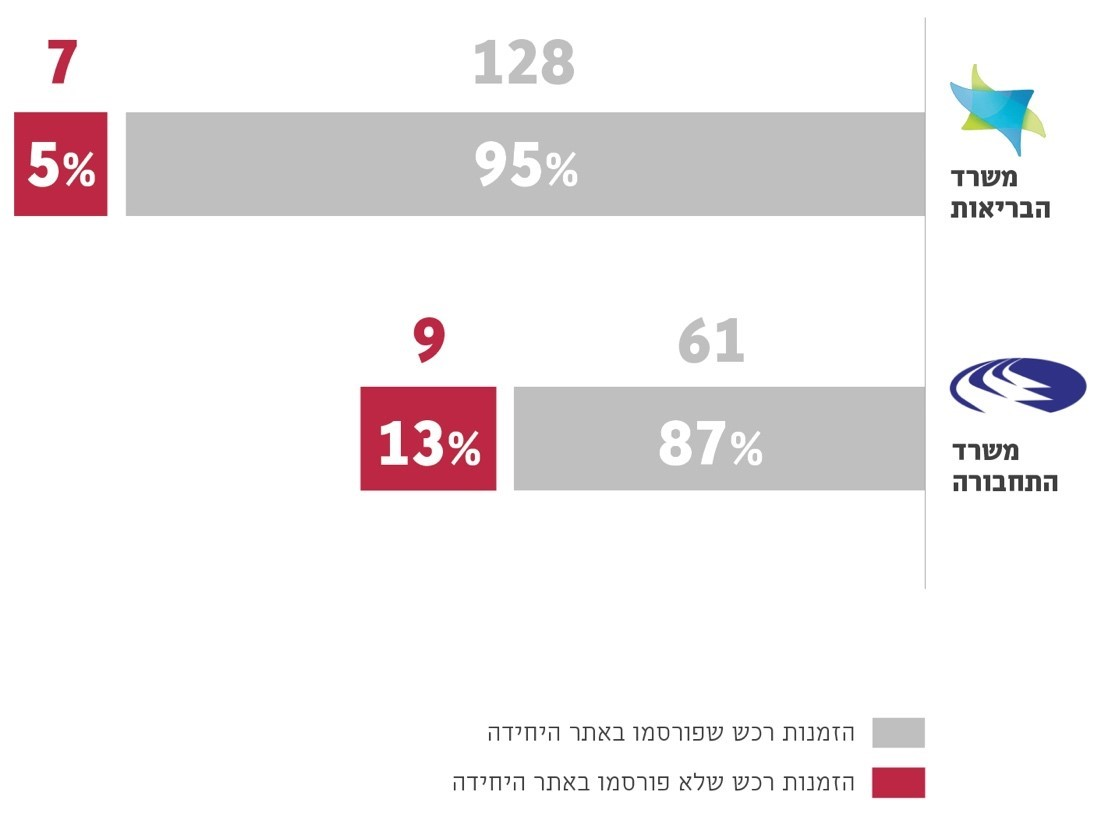 128
7
95%
5%
משרד
הבריאות
61
9
87%
13%
משרד
התחבורה
הזמנות רכש שפורסמו באתר היחידה
הזמנות רכש שלא פורסמו באתר היחידה